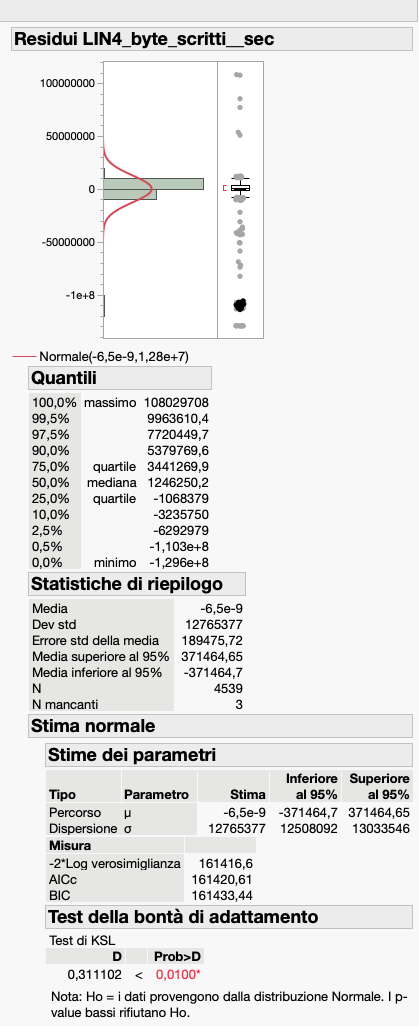 Residui LIN4_byte_scritti__sec
100000000
50000000
0
-50000000
-1e+8
Normale(-6,5e-9,1,28e+7)
Quantili
100,0% massimo 108029708
99,5% 9963610,4
97,5% 7720449,7
90,0% 5379769,6
75,0% quartile 3441269,9
50,0% mediana 1246250,2
25,0% quartile -1068379
10,0% -3235750
2,5% -6292979
0,5% -1,103e+8
0,0% minimo -1,296e+8
Statistiche di riepilogo
Media -6,5e-9
Dev std 12765377
Errore std della media 189475,72
Media superiore al 95% 371464,65
Media inferiore al 95% -371464,7
N 4539
N mancanti 3
Stima normale
Stime dei parametri
Inferiore Superiore
Tipo Parametro Stima al 95% al 95%
Percorso μ -6,5e-9 -371464,7 371464,65
Dispersione σ 12765377 12508092 13033546
Misura
-2*Log verosimiglianza 161416,6
AICc 161420,61
BIC 161433,44
Test della bontà di adattamento
Test di KSL
D Prob>D
0,311102 < 0,0100*
Nota: Ho = i dati provengono dalla distribuzione Normale. I p-
value bassi rifiutano Ho.